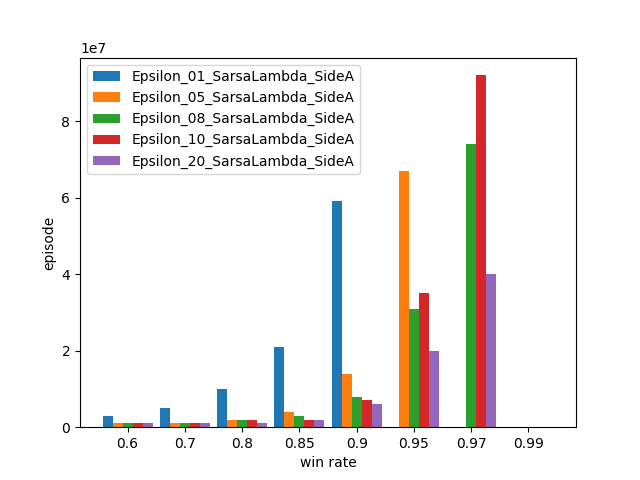 1e7
Epsilon_01_SarsaLambda_SideA
Epsilon_05_SarsaLambda_SideA
Epsilon_08_SarsaLambda_SideA
Epsilon_10_SarsaLambda_SideA
Epsilon_20_SarsaLambda_SideA
8
6
4
2
0
episode
0.6 0.7 0.8 0.85 0.9 0.95 0.97 0.99
win rate